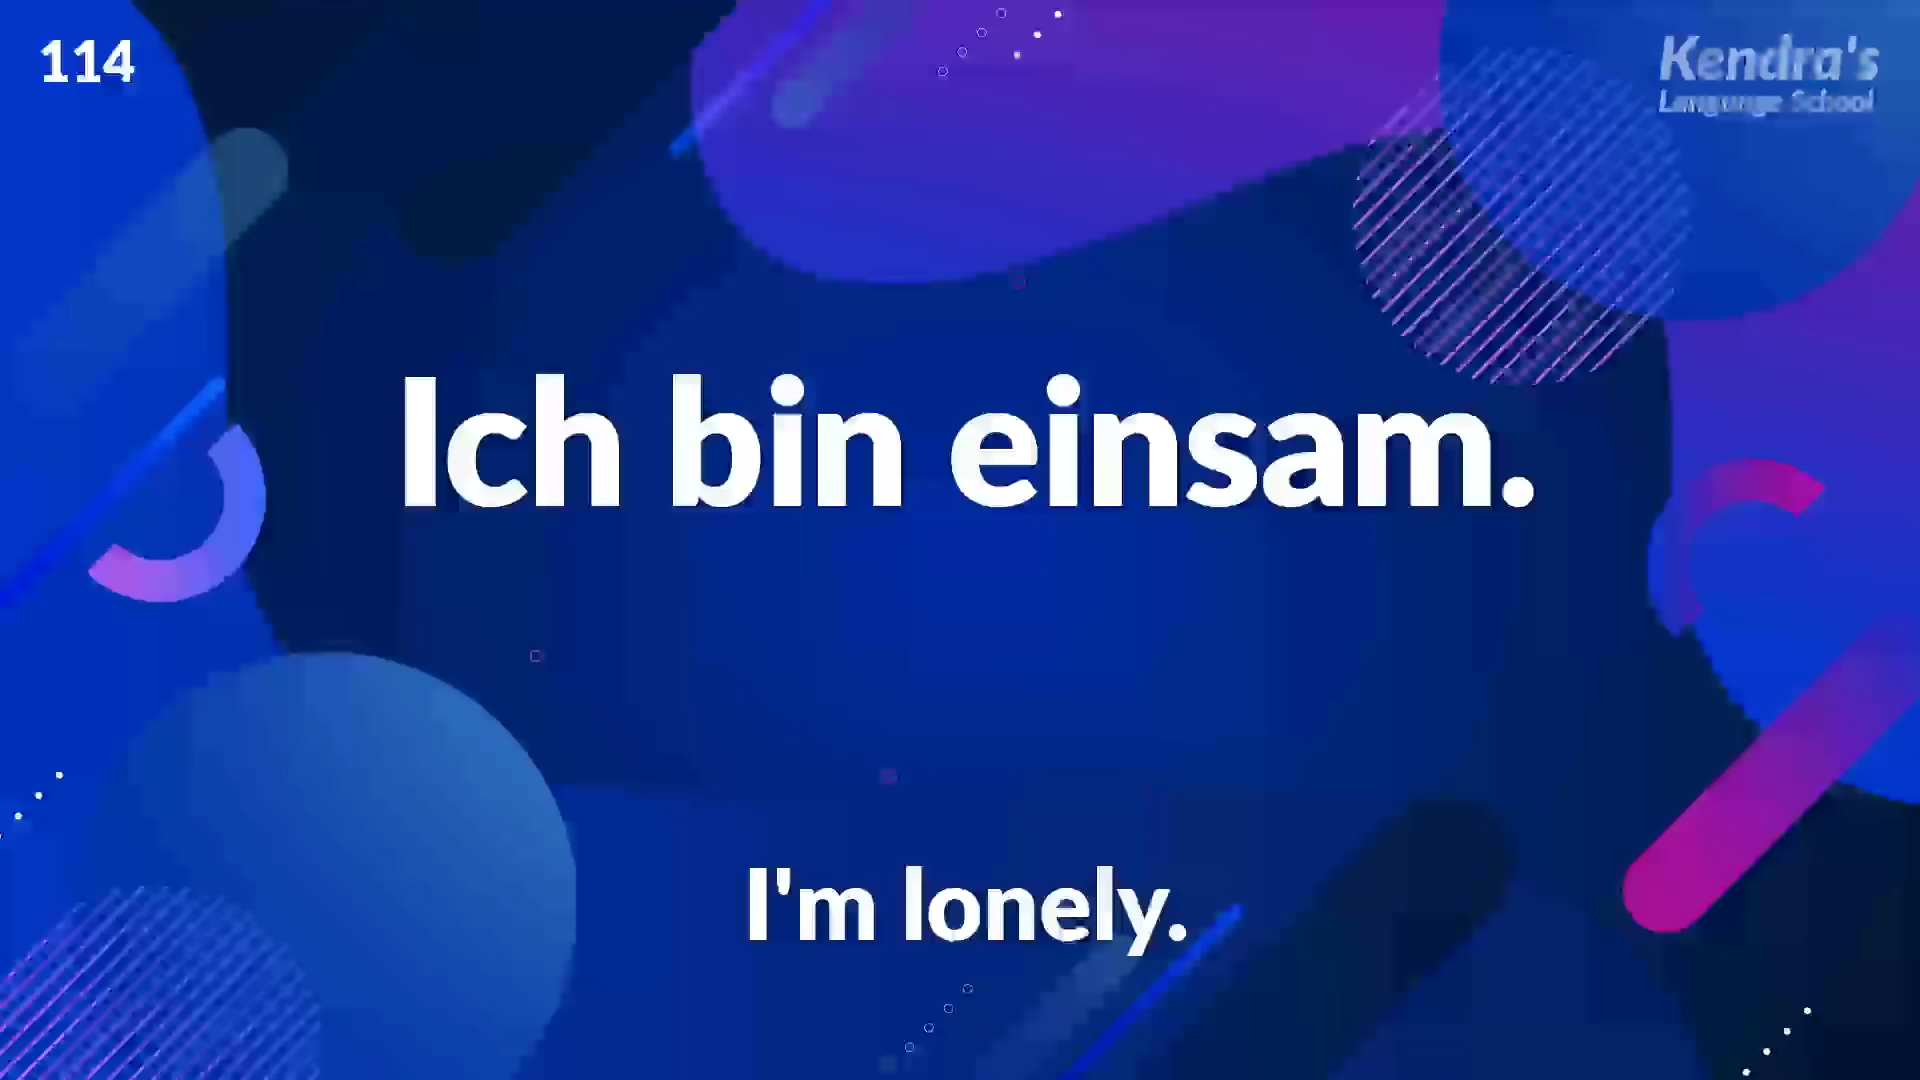 114
Kendra's
Language School
Ich bin einsam.
I'm lonely.